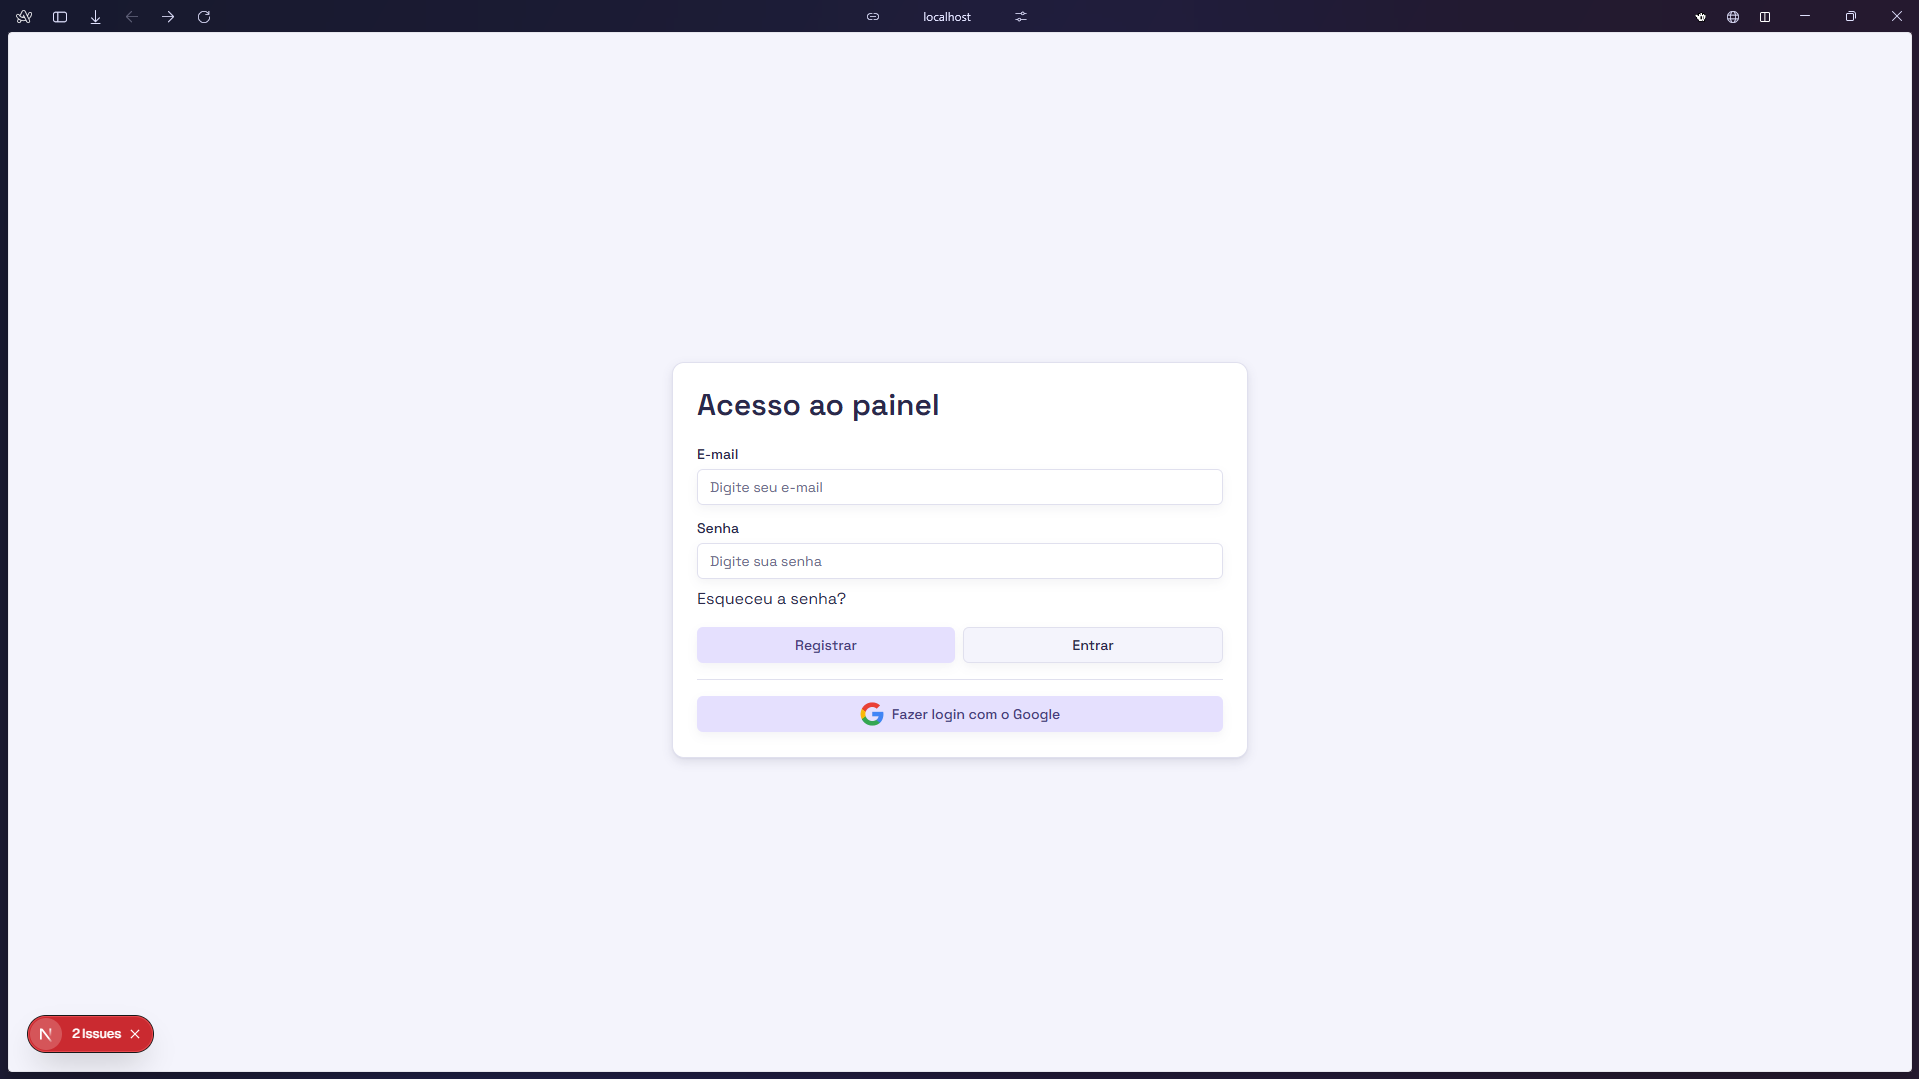 localhost
Acesso ao painel
E-mail
Digite seu e-mail
Senha
Digite sua senha
Esqueceu a senha?
Registrar
Entrar
Fazer login com o Google
2 Issues